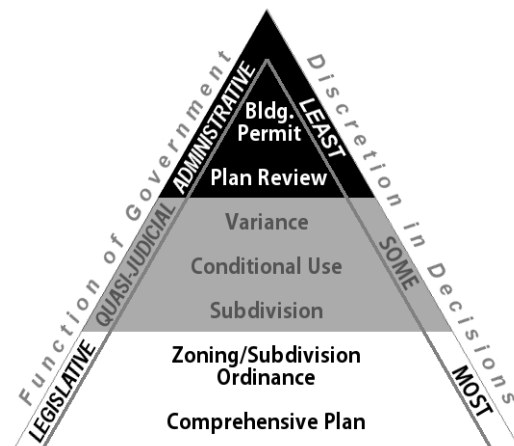 Function of Government
Discretion in Decisions
ADMINISTRATIVE
LEAST
Bldg.
Permit
Plan Review
QUASI-JUDICIAL
SOME
Variance
Conditional Use
Subdivision
LEGISLATIVE
MOST
Zoning/Subdivision
Ordinance
Comprehensive Plan